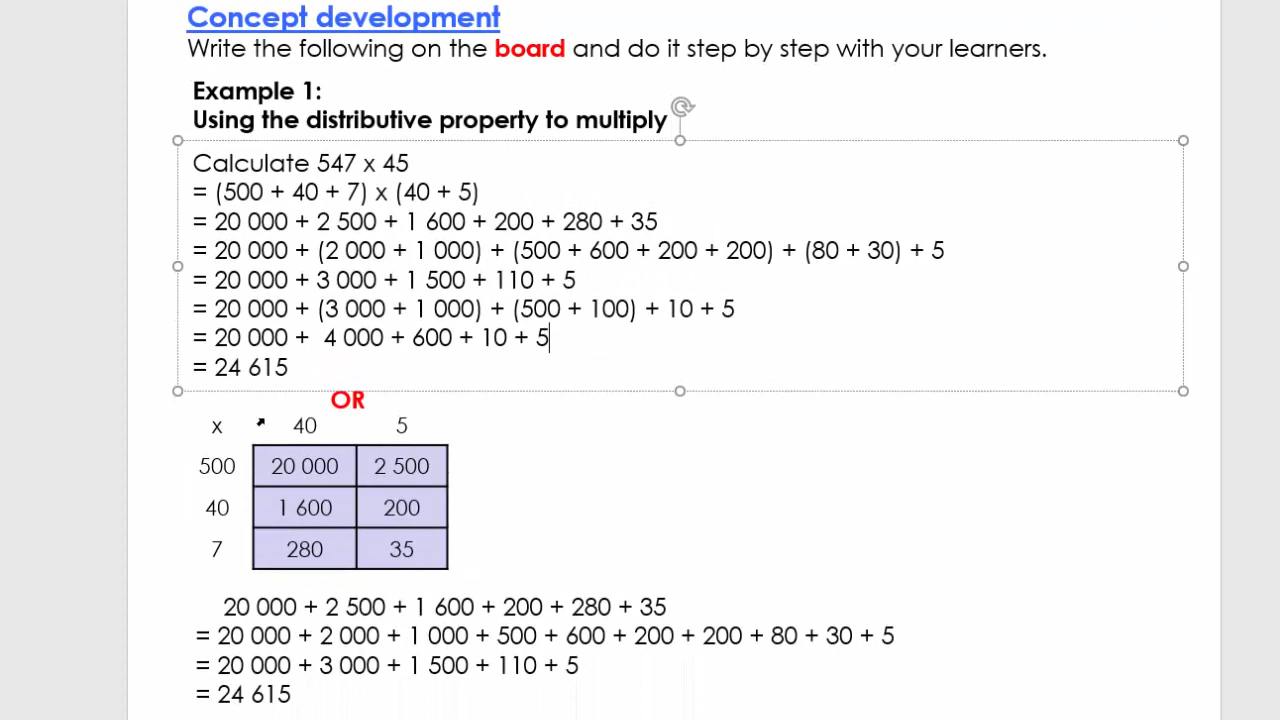 Concept development
Write the following on the board and do it step by step with your learners.
Example 1:
Using the distributive property to multiply
Calculate 547 x 45
= (500 + 40 + 7) x (40 + 5)
= 20 000 + 2 500 + 1 600 + 200 + 280 + 35
= 20 000 + (2 000 + 1 000) + (500 + 600 + 200 + 200) + (80 + 30) + 5
= 20 000 + 3 000 + 1 500 + 110 + 5
= 20 000 + (3 000 + 1 000) + (500 + 100) + 10 + 5
= 20 000 +  4 000 + 600 + 10 + 5
= 24 615
OR
x 40 5
500 20 000 2 500
40 1 600 200
7 280 35
20 000 + 2 500 + 1 600 + 200 + 280 + 35
= 20 000 + 2 000 + 1 000 + 500 + 600 + 200 + 200 + 80 + 30 + 5
= 20 000 + 3 000 + 1 500 + 110 + 5
= 24 615